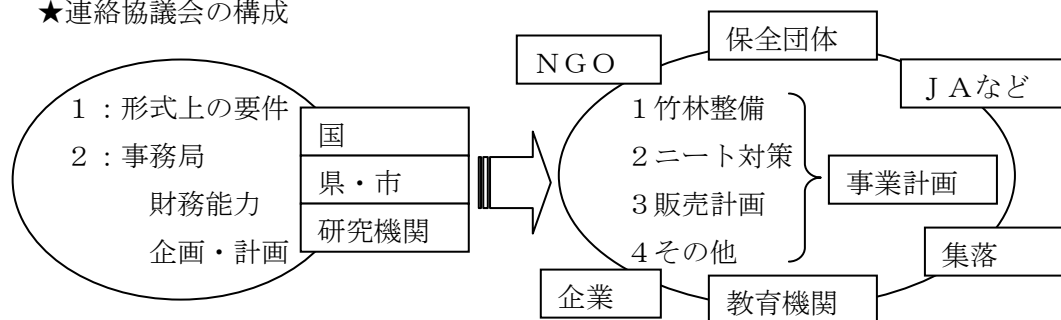 ★連絡協議会の構成
1：形式上の要件
2：事務局
財務能力
企画・計画
国
県・市
研究機関
NGO
保全団体
JAなど
1竹林整備
2ニート対策
3販売計画
4その他
事業計画
集落
企業
教育機関